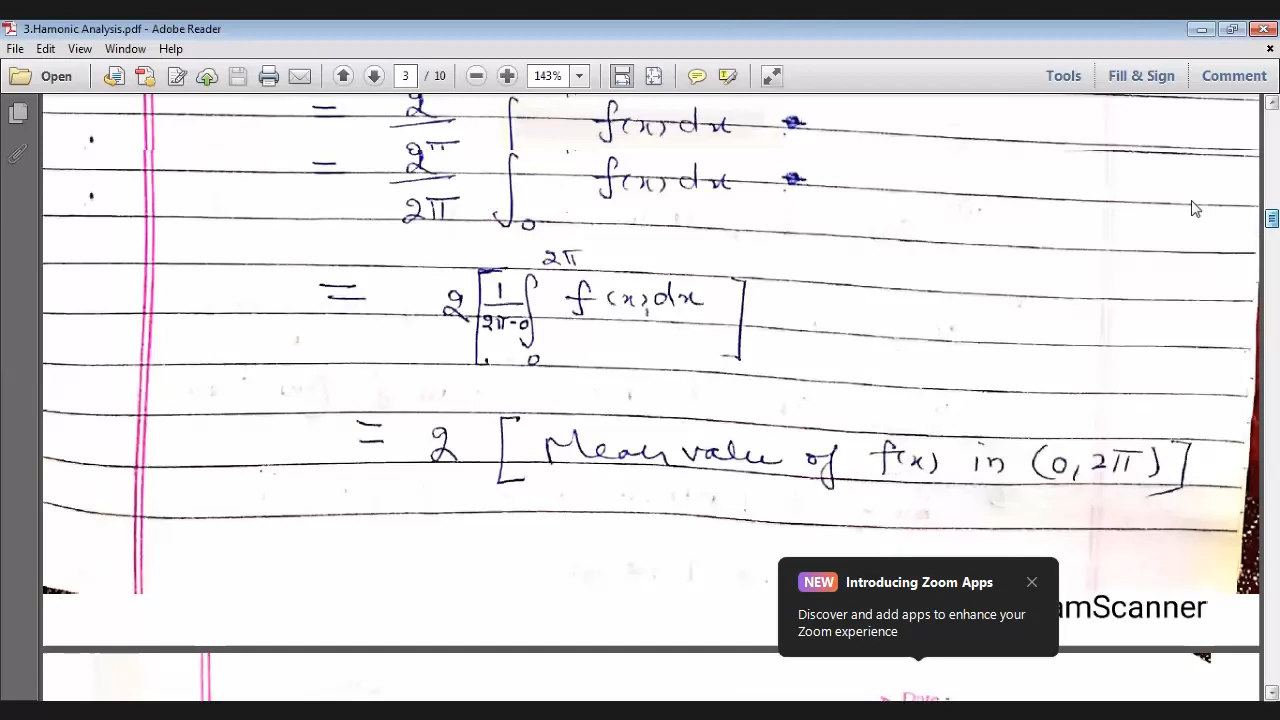 3.Hamonic Analysis.pdf - Adobe Reader
File Edit View Window Help
Open 3 / 10 143% Tools Fill & Sign Comment
= 2/2π ∫ f(x) dx
= 2/2π ∫₀ f(x) dx
= 2 [ 1/2π-0 ∫₀^2π f(x) dx ]
= 2 [ Mean value of f(x) in (0, 2π) ]
NEW Introducing Zoom Apps
Discover and add apps to enhance your
Zoom experience
amScanner
Date